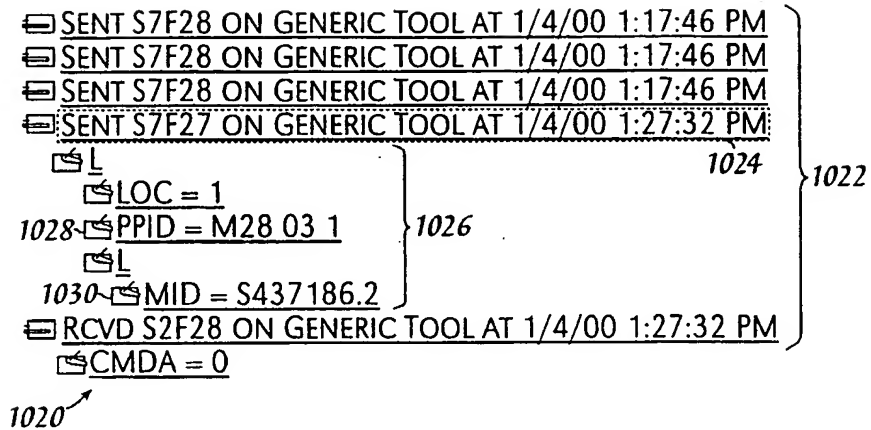 SENT S7F28 ON GENERIC TOOL AT 1/4/00 1:17:46 PM
SENT S7F28 ON GENERIC TOOL AT 1/4/00 1:17:46 PM
SENT S7F28 ON GENERIC TOOL AT 1/4/00 1:17:46 PM
SENT S7F27 ON GENERIC TOOL AT 1/4/00 1:27:32 PM
1024
1022
L
LOC = 1
1028 PPID = M28 03 1
1026
L
1030 MID = S437186.2
RCVD S2F28 ON GENERIC TOOL AT 1/4/00 1:27:32 PM
CMDA = 0
1020